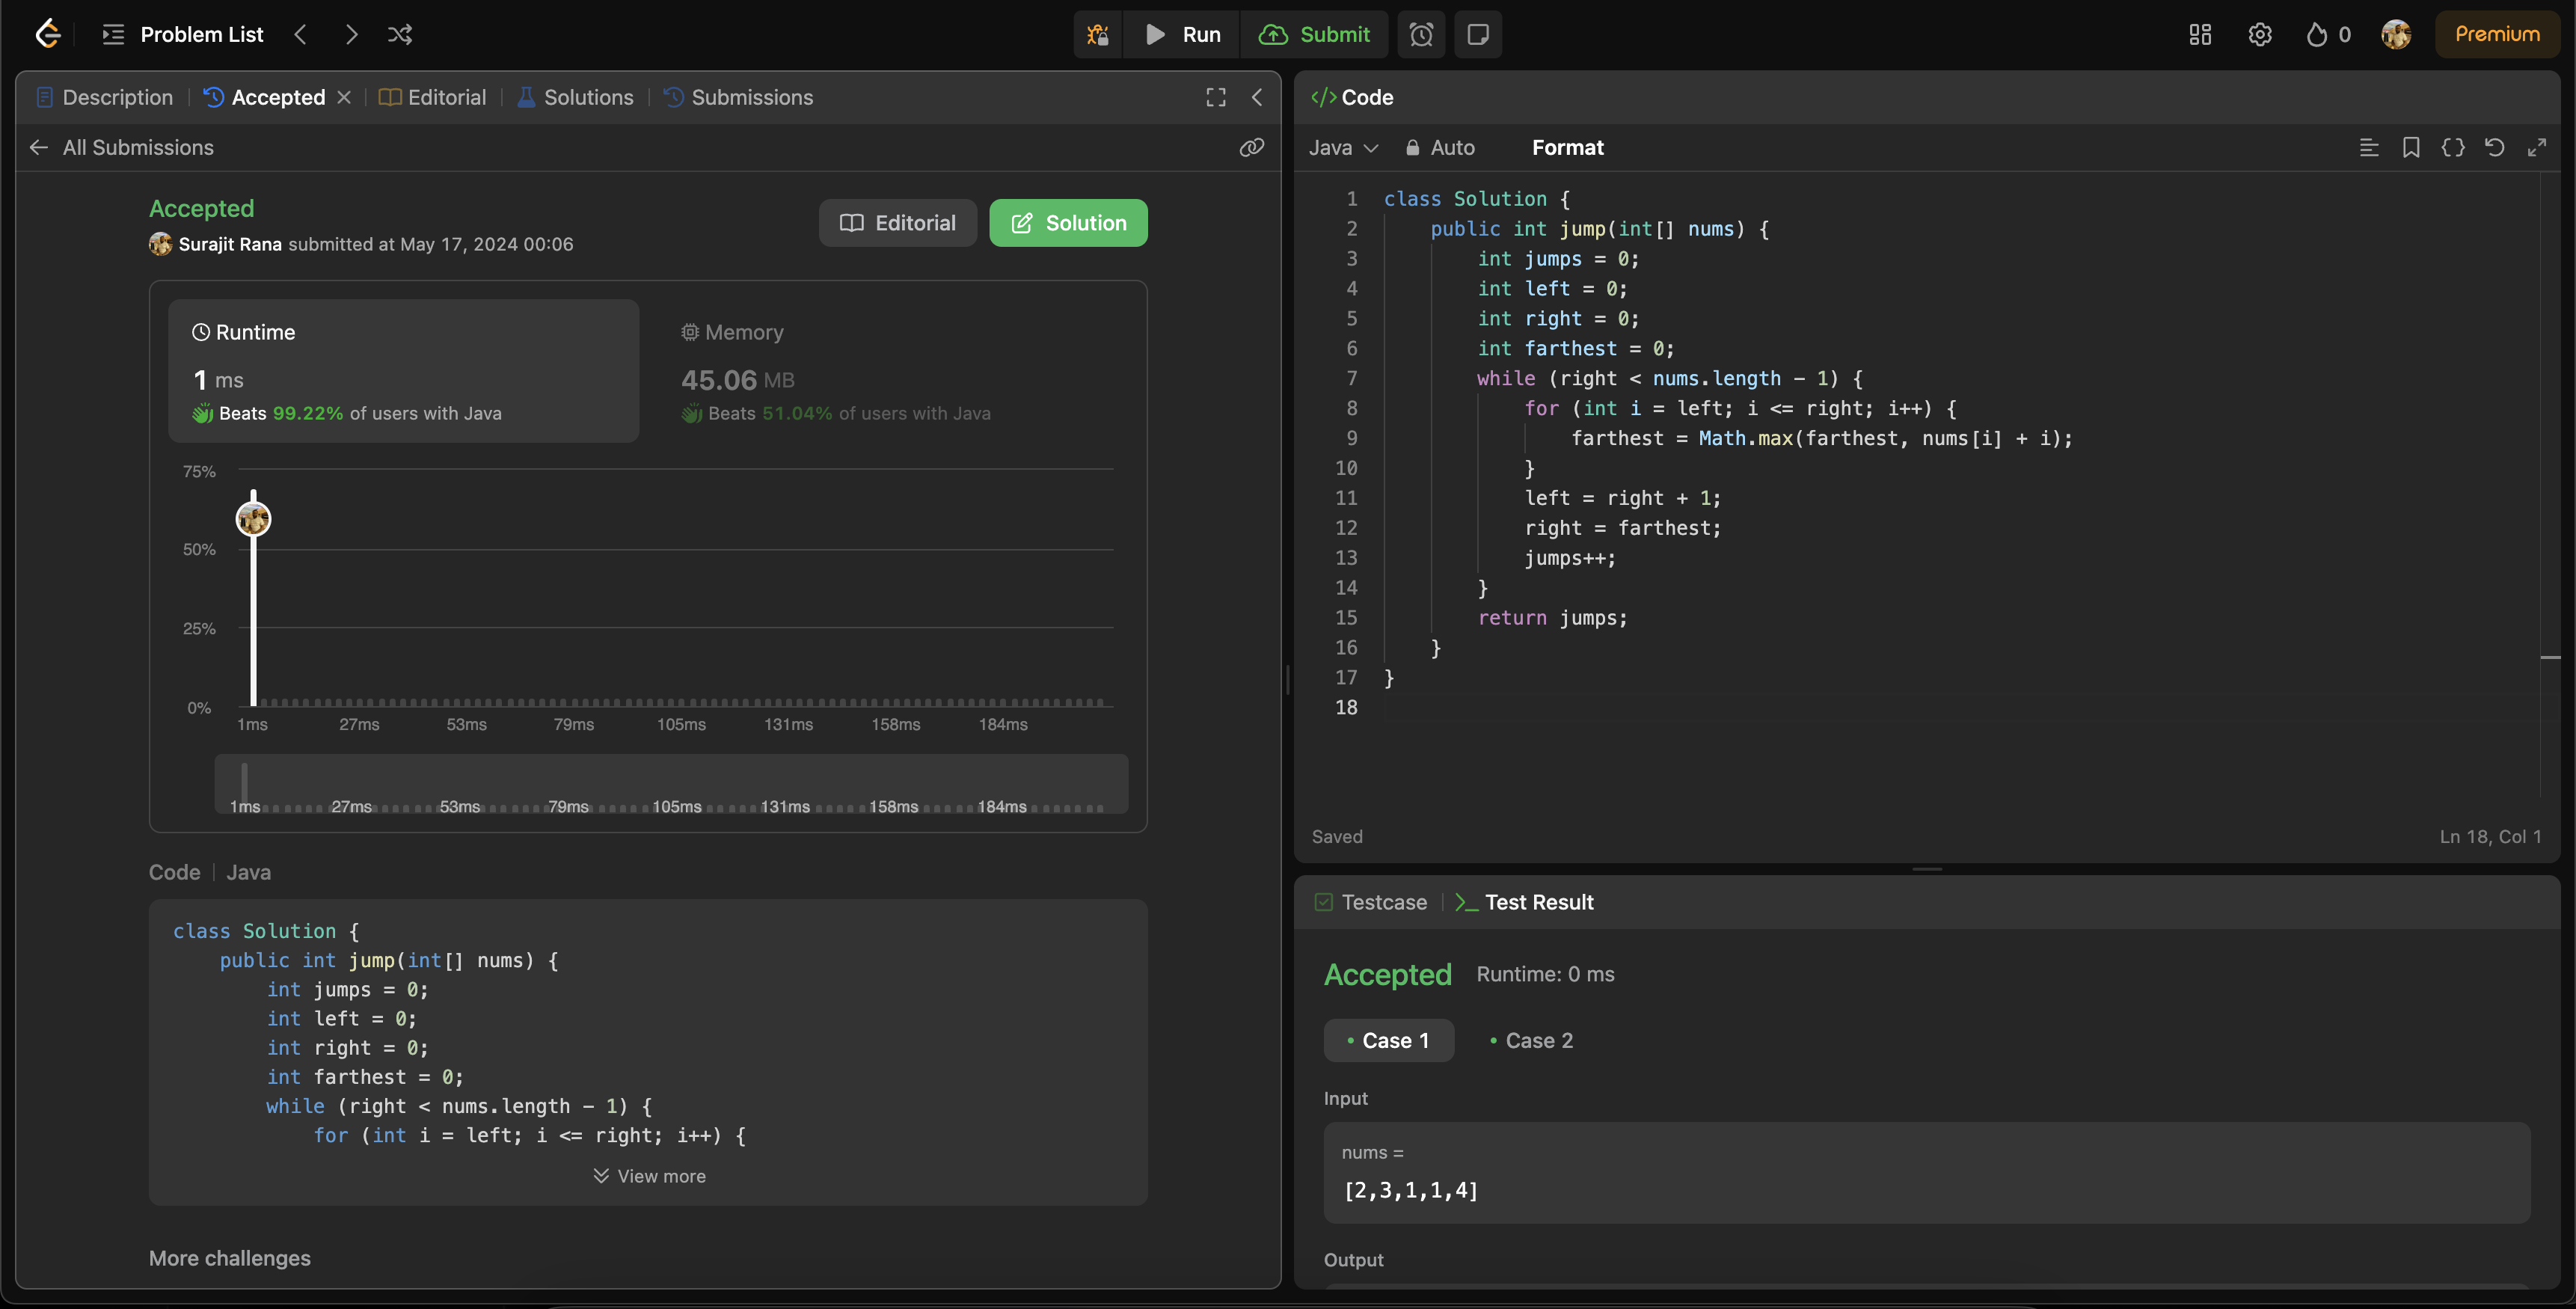 Problem List
Run
Submit
0
Premium
Description
Accepted
Editorial
Solutions
Submissions
All Submissions
Accepted
Surajit Rana submitted at May 17, 2024 00:06
Editorial
Solution
Runtime
1 ms
Beats 99.22% of users with Java
Memory
45.06 MB
Beats 51.04% of users with Java
75%
50%
25%
0%
1ms 27ms 53ms 79ms 105ms 131ms 158ms 184ms
1ms 27ms 53ms 79ms 105ms 131ms 158ms 184ms
Code | Java
class Solution {
public int jump(int[] nums) {
int jumps = 0;
int left = 0;
int right = 0;
int farthest = 0;
while (right < nums.length - 1) {
for (int i = left; i <= right; i++) {
View more
More challenges
</> Code
Java
Auto
Format
1 class Solution {
2 public int jump(int[] nums) {
3 int jumps = 0;
4 int left = 0;
5 int right = 0;
6 int farthest = 0;
7 while (right < nums.length - 1) {
8 for (int i = left; i <= right; i++) {
9 farthest = Math.max(farthest, nums[i] + i);
10 }
11 left = right + 1;
12 right = farthest;
13 jumps++;
14 }
15 return jumps;
16 }
17 }
18
Saved
Ln 18, Col 1
Testcase
Test Result
Accepted
Runtime: 0 ms
Case 1
Case 2
Input
nums =
[2,3,1,1,4]
Output